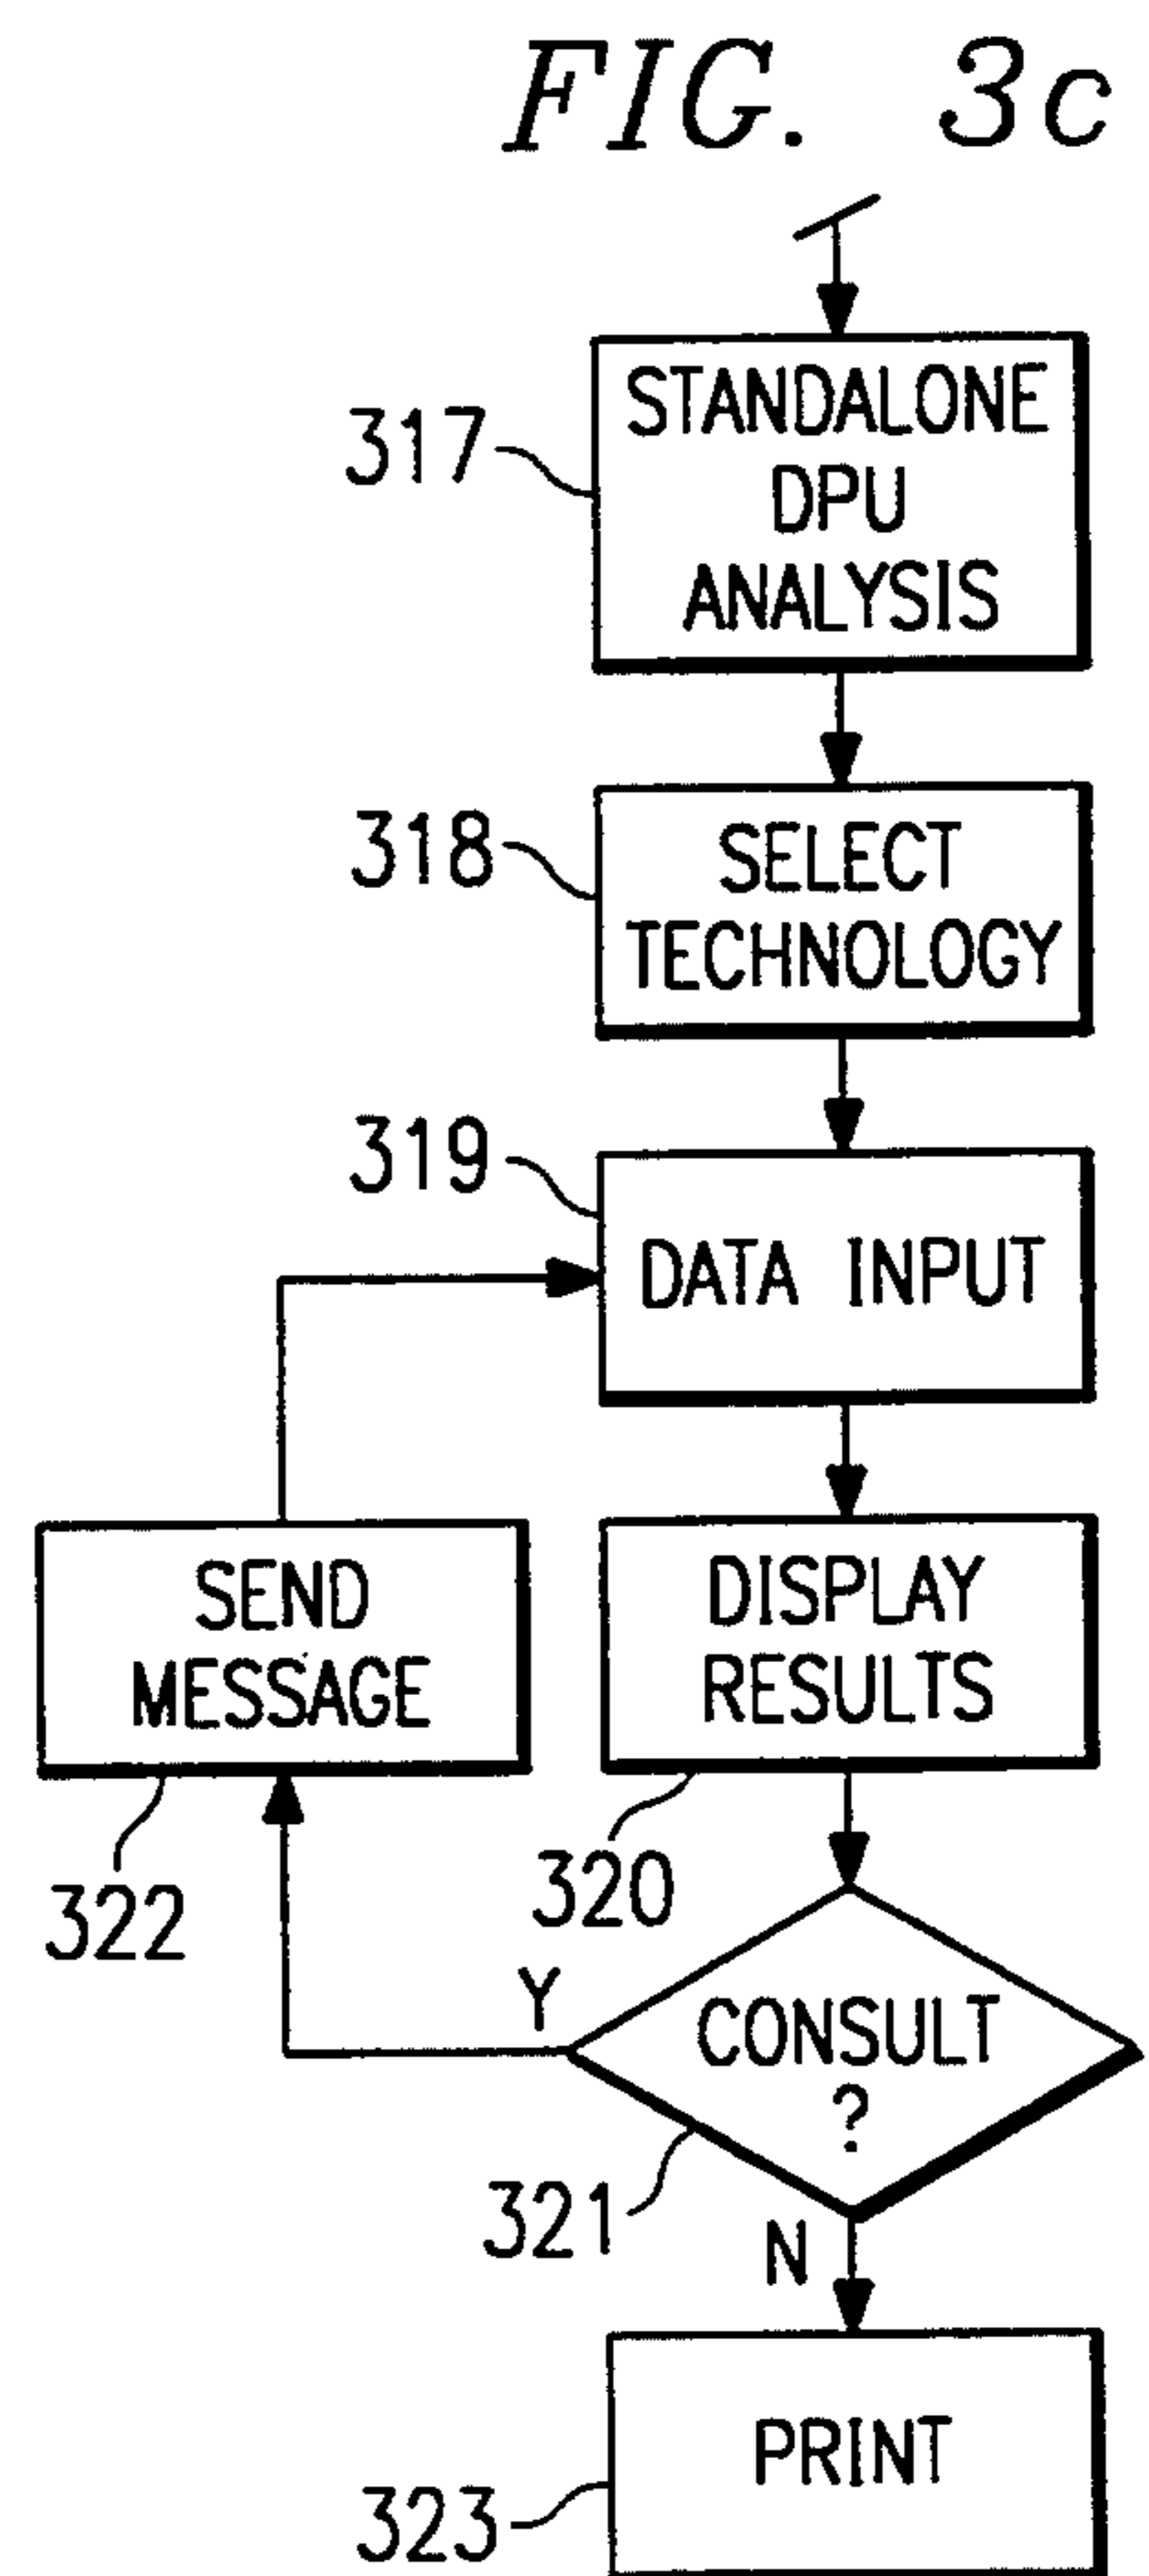 FIG. 3c
317
STANDALONE
DPU
ANALYSIS
318
SELECT
TECHNOLOGY
319
DATA INPUT
SEND
MESSAGE
322
DISPLAY
RESULTS
320
Y
CONSULT
?
321
N
PRINT
323